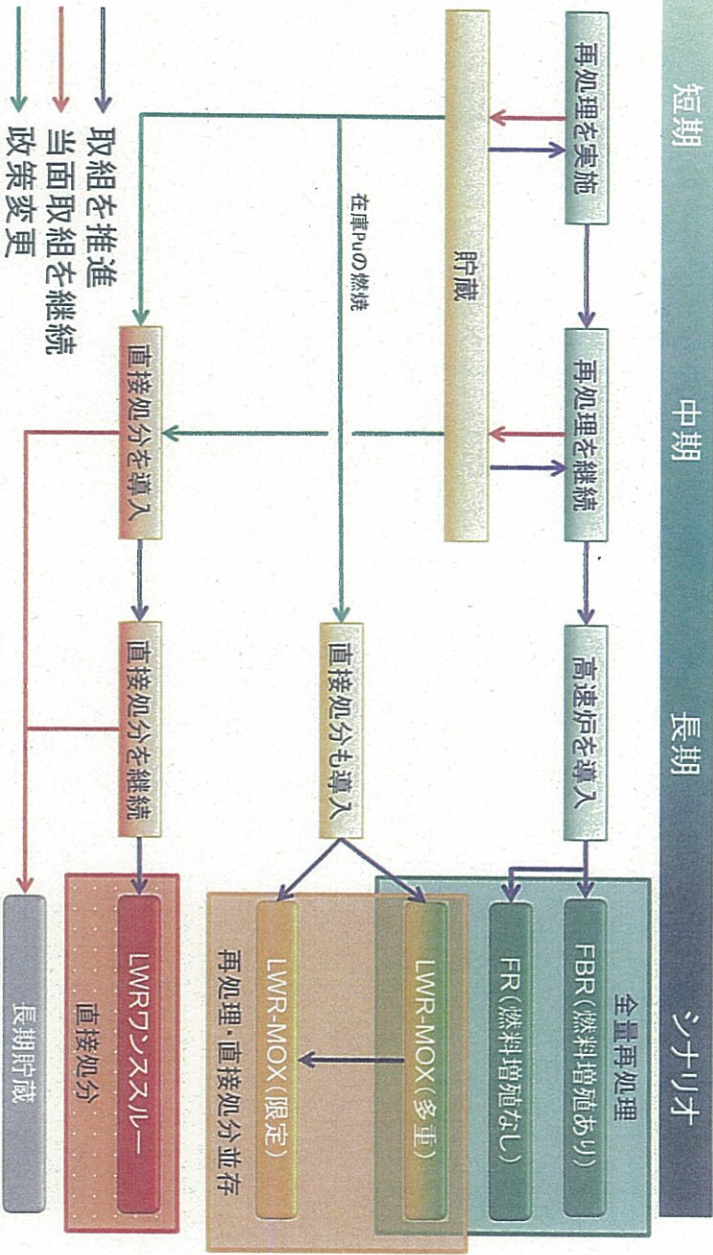 短期
中期
長期
シナリオ
再処理を実施
再処理を継続
高速炉を導入
全量再処理
FBR(燃料増殖あり)
FR(燃料増殖なし)
貯蔵
在庫Puの燃焼
直接処分も導入
LWR-MOX(多重)
LWR-MOX(限定)
再処理・直接処分並存
直接処分を導入
直接処分を継続
LWRワンススルー
直接処分
長期貯蔵
取組を推進
当面取組を継続
政策変更